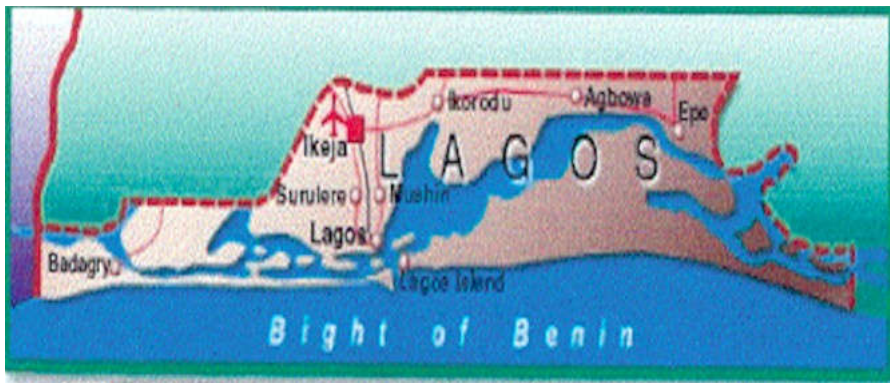 Ikorodu
Agbowa
Epe
Ikeja
LAGOS
Surulere
Mushin
Lagos
Badagry
Lagos Island
Bight of Benin